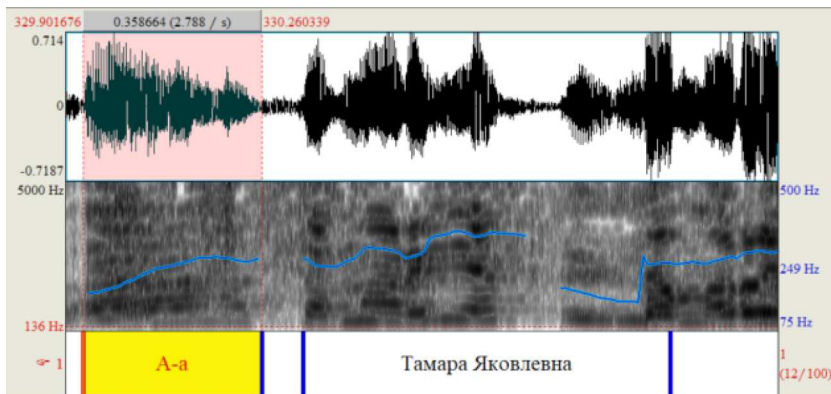 329.901676 0.358664 (2.788 / s) 330.260339
0.714
0
-0.7187
5000 Hz 500 Hz
249 Hz
136 Hz 75 Hz
☞ 1 А-а Тамара Яковлевна 1
(12/100)